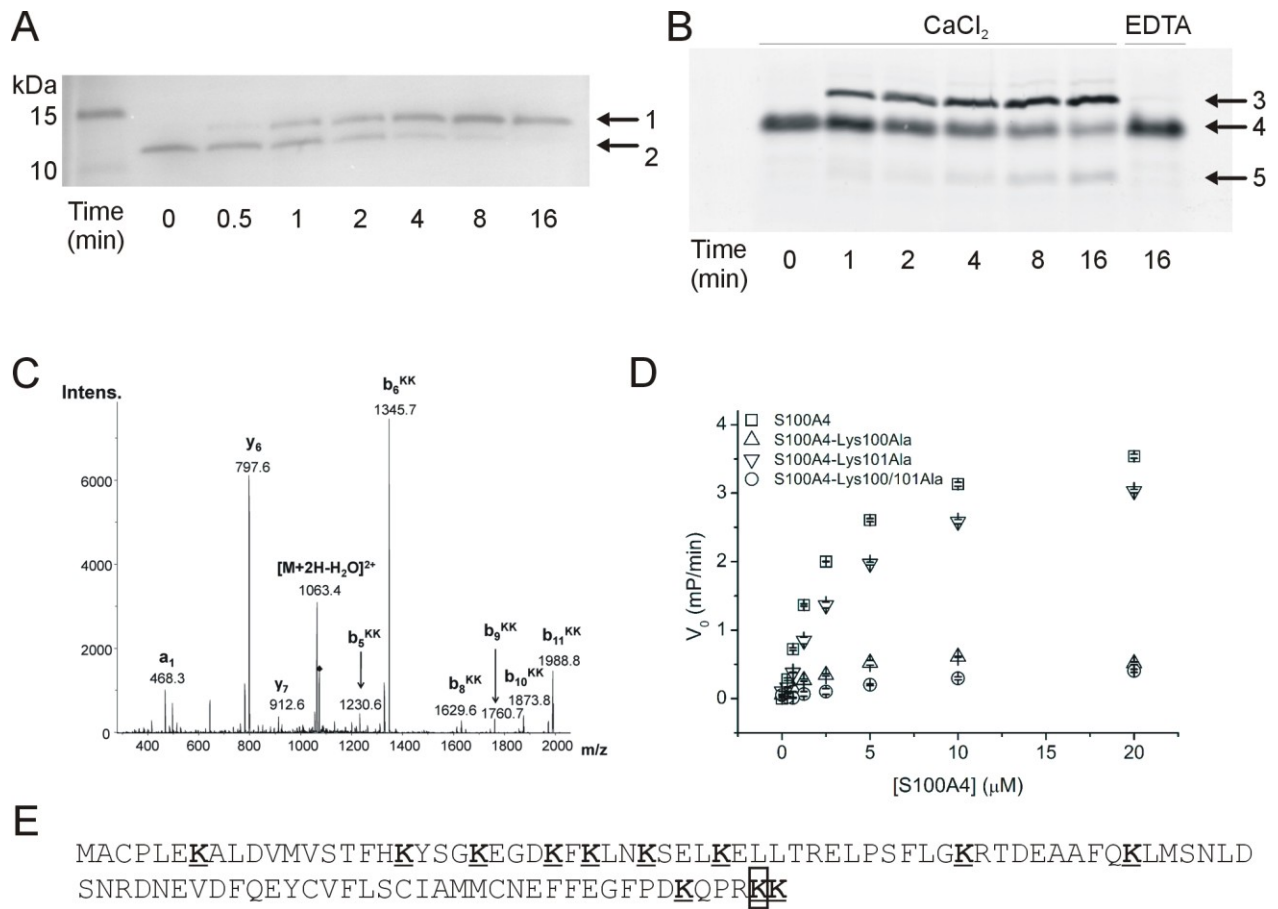 A
kDa
15
10
1
2
Time (min) 0 0.5 1 2 4 8 16
B
CaCl₂ EDTA
3
4
5
Time (min) 0 1 2 4 8 16 16
C
Intens.
6000
4000
2000
0
a₁
468.3
y₆
797.6
y₇
912.6
[M+2H-H₂O]²⁺
1063.4
b₅ᴷᴷ
1230.6
b₆ᴷᴷ
1345.7
b₈ᴷᴷ
1629.6
b₉ᴷᴷ
1760.7
b₁₀ᴷᴷ
1873.8
b₁₁ᴷᴷ
1988.8
400 600 800 1000 1200 1400 1600 1800 2000 m/z
D
S100A4
S100A4-Lys100Ala
S100A4-Lys101Ala
S100A4-Lys100/101Ala
V₀ (mP/min)
4
3
2
1
0
0 5 10 15 20
[S100A4] (μM)
E
MACPLEKALDVMVSTFHKYSGKEGDKFKLNKSELKELLTRELPSFLGKRTDEAAFQKLMSNLD
SNRDNEVDFQEYCVFLSCIAMMCNEFFEGFPDKQPRKK